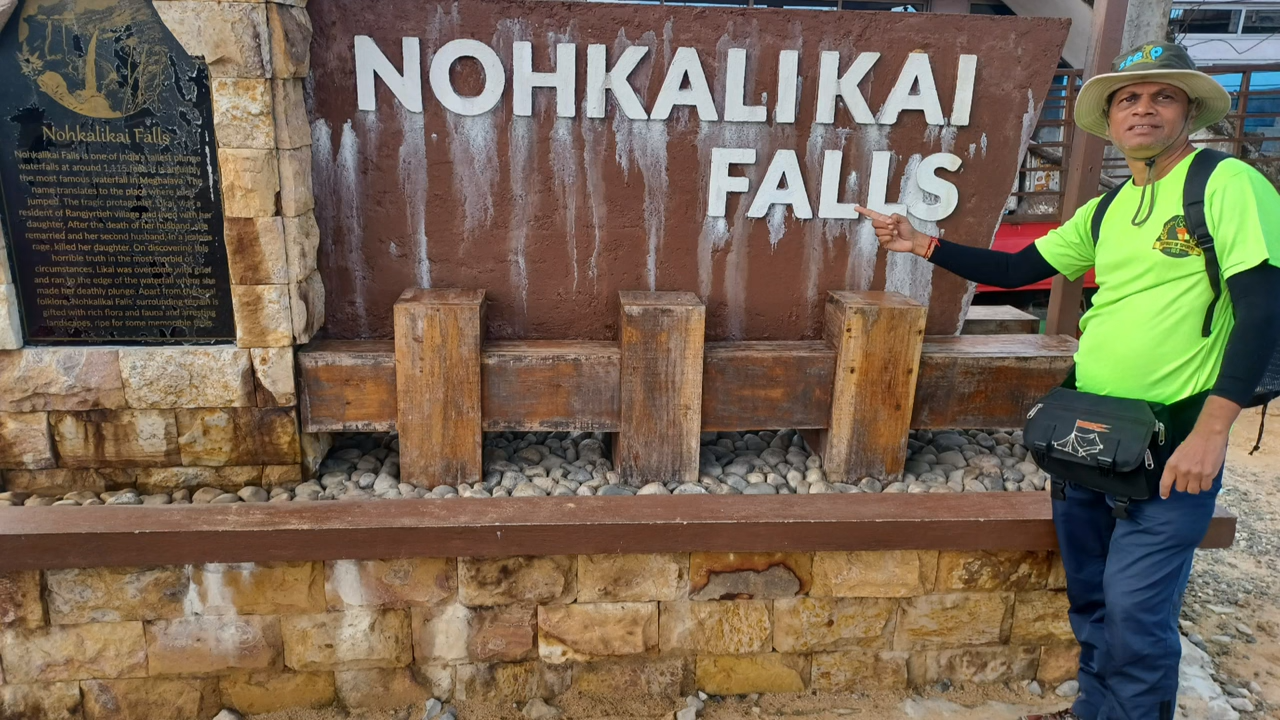 Nohkalikai Falls
Nohkalikai Falls is one of India's tallest plunge
waterfalls at around 1,115 feet. It is arguably
the most famous waterfall in Meghalaya. The
name translates to the place where Likai
jumped. The tragic protagonist, Likai, was a
resident of Rangjyrteh village and lived with her
daughter. After the death of her husband, she
remarried and her second husband, in a jealous
rage, killed her daughter. On discovering this
horrible truth in the most morbid of
circumstances, Likai was overcome with grief
and ran to the edge of the waterfall where she
made her deathly plunge. Apart from the local
folklore, Nohkalikai Falls' surrounding terrain is
gifted with rich flora and fauna and arresting
landscapes, ripe for some memorable trails.
NOHKALIKAI
FALLS